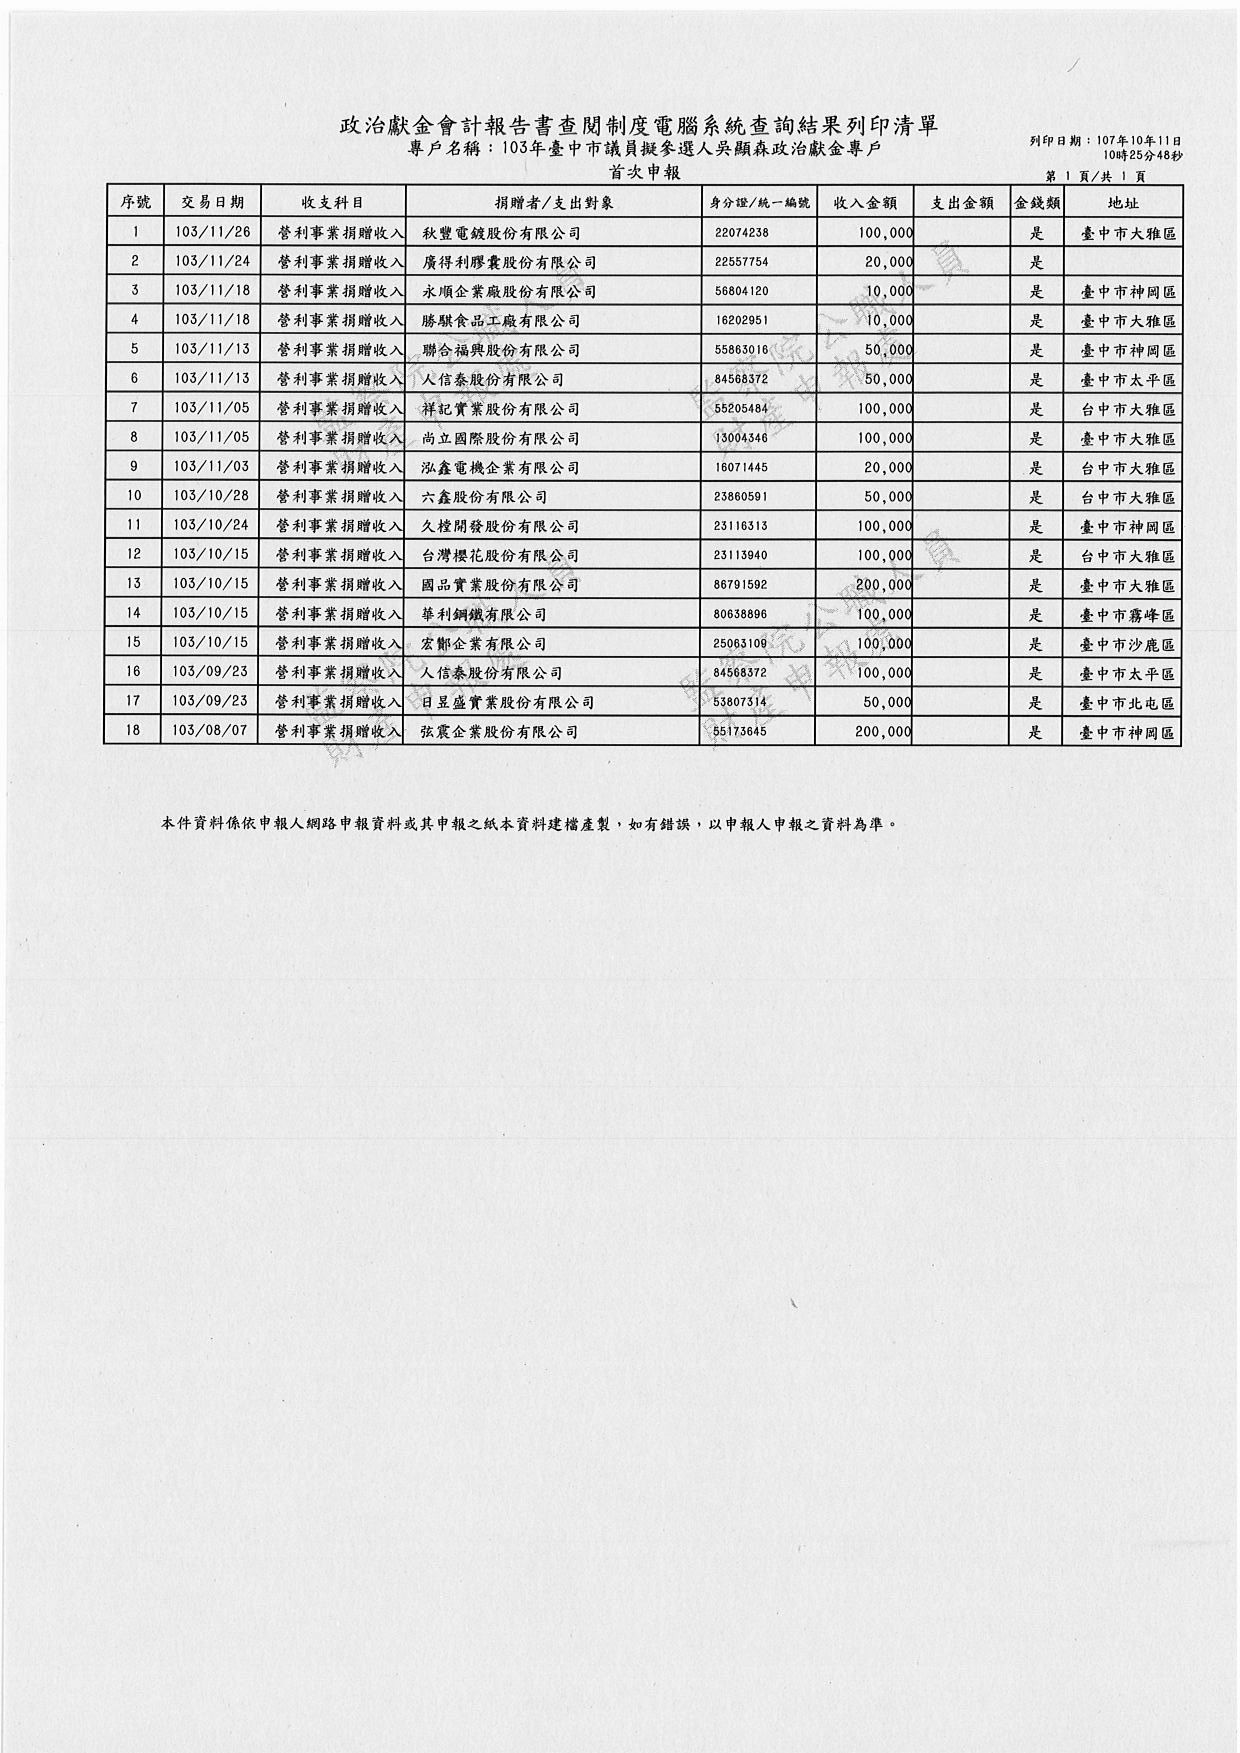 政治獻金會計報告書查閱制度電腦系統查詢結果列印清單
專戶名稱：103年臺中市議員擬參選人吳顯森政治獻金專戶
首次申報
列印日期：107年10月11日
10時25分48秒
第 1 頁/共 1 頁
序號 交易日期 收支科目 捐贈者/支出對象 身分證/統一編號 收入金額 支出金額 金錢類 地址
1 103/11/26 營利事業捐贈收入 秋豐電鍍股份有限公司 22074238 100,000 是 臺中市大雅區
2 103/11/24 營利事業捐贈收入 廣得利膠囊股份有限公司 22557754 20,000 是
3 103/11/18 營利事業捐贈收入 永順企業廠股份有限公司 56804120 10,000 是 臺中市神岡區
4 103/11/18 營利事業捐贈收入 勝騏食品工廠有限公司 16202951 10,000 是 臺中市大雅區
5 103/11/13 營利事業捐贈收入 聯合福興股份有限公司 55863016 50,000 是 臺中市神岡區
6 103/11/13 營利事業捐贈收入 人信泰股份有限公司 84568372 50,000 是 臺中市太平區
7 103/11/05 營利事業捐贈收入 祥記實業股份有限公司 55205484 100,000 是 台中市大雅區
8 103/11/05 營利事業捐贈收入 尚立國際股份有限公司 13004346 100,000 是 臺中市大雅區
9 103/11/03 營利事業捐贈收入 泓鑫電機企業有限公司 16071445 20,000 是 台中市大雅區
10 103/10/28 營利事業捐贈收入 六鑫股份有限公司 23860591 50,000 是 台中市大雅區
11 103/10/24 營利事業捐贈收入 久樘開發股份有限公司 23116313 100,000 是 臺中市神岡區
12 103/10/15 營利事業捐贈收入 台灣櫻花股份有限公司 23113940 100,000 是 台中市大雅區
13 103/10/15 營利事業捐贈收入 國品實業股份有限公司 86791592 200,000 是 臺中市大雅區
14 103/10/15 營利事業捐贈收入 華利鋼鐵有限公司 80638896 100,000 是 臺中市霧峰區
15 103/10/15 營利事業捐贈收入 宏鄼企業有限公司 25063109 100,000 是 臺中市沙鹿區
16 103/09/23 營利事業捐贈收入 人信泰股份有限公司 84568372 100,000 是 臺中市太平區
17 103/09/23 營利事業捐贈收入 日昱盛實業股份有限公司 53807314 50,000 是 臺中市北屯區
18 103/08/07 營利事業捐贈收入 弦震企業股份有限公司 55173645 200,000 是 臺中市神岡區
監察院公職人員
財產申報處
監察院公職人員
財產申報處
監察院公職人員
財產申報處
監察院公職人員
財產申報處
本件資料係依申報人網路申報資料或其申報之紙本資料建檔產製，如有錯誤，以申報人申報之資料為準。